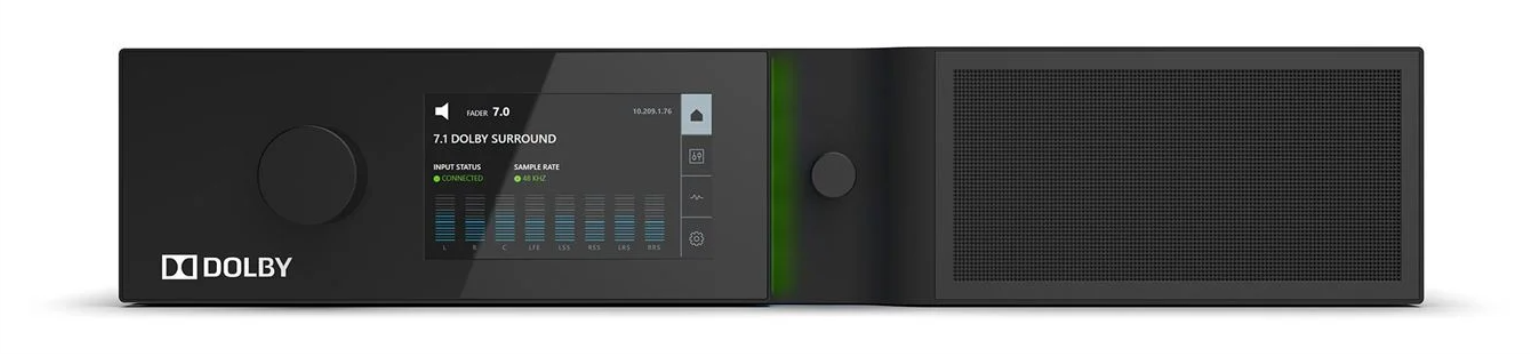 FADER 7.0
10.209.1.76
7.1 DOLBY SURROUND
INPUT STATUS
SAMPLE RATE
CONNECTED
48 KHZ
L R C LFE LSS RSS LRS RRS
DOLBY